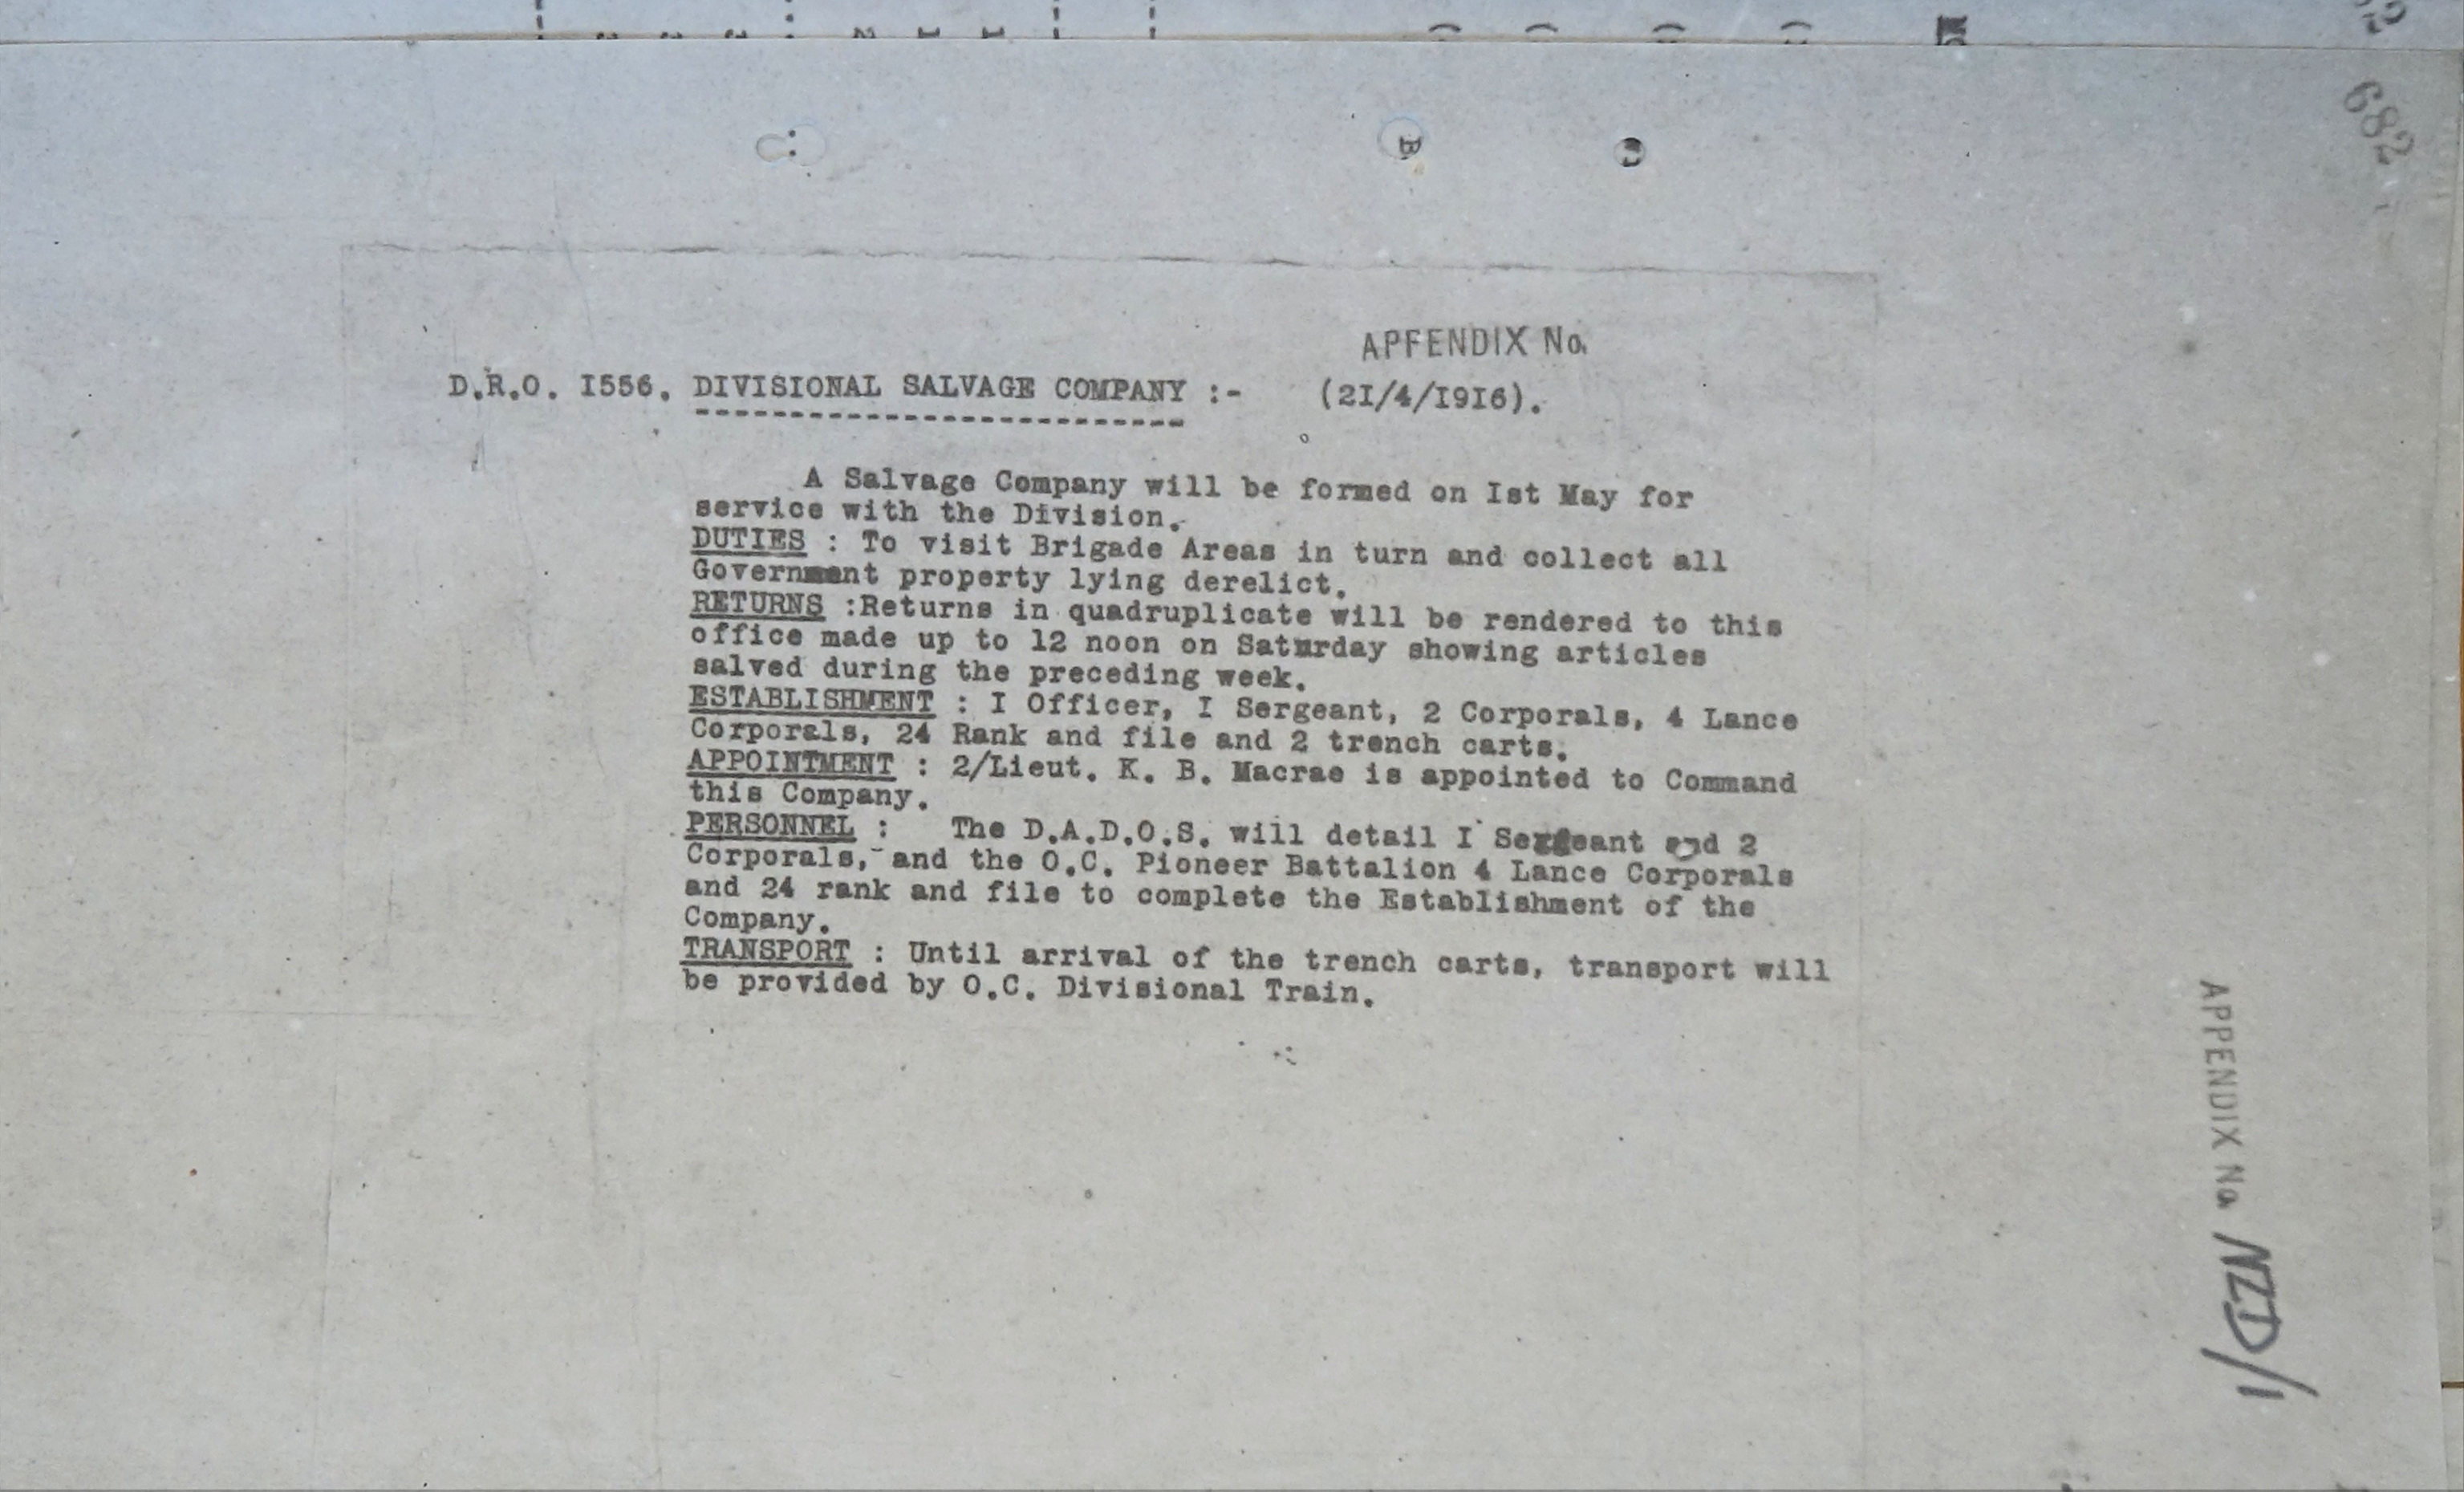 682
APPENDIX No.
D.R.O. I556. DIVISIONAL SALVAGE COMPANY :- (2I/4/I9I6).
A Salvage Company will be formed on Ist May for
service with the Division.
DUTIES : To visit Brigade Areas in turn and collect all
Government property lying derelict.
RETURNS :Returns in quadruplicate will be rendered to this
office made up to 12 noon on Saturday showing articles
salved during the preceding week.
ESTABLISHMENT : I Officer, I Sergeant, 2 Corporals, 4 Lance
Corporals, 24 Rank and file and 2 trench carts.
APPOINTMENT : 2/Lieut. K. B. Macrae is appointed to Command
this Company.
PERSONNEL : The D.A.D.O.S. will detail I Sergeant and 2
Corporals, and the O.C. Pioneer Battalion 4 Lance Corporals
and 24 rank and file to complete the Establishment of the
Company.
TRANSPORT : Until arrival of the trench carts, transport will
be provided by O.C. Divisional Train.
APPENDIX No. NZD/1